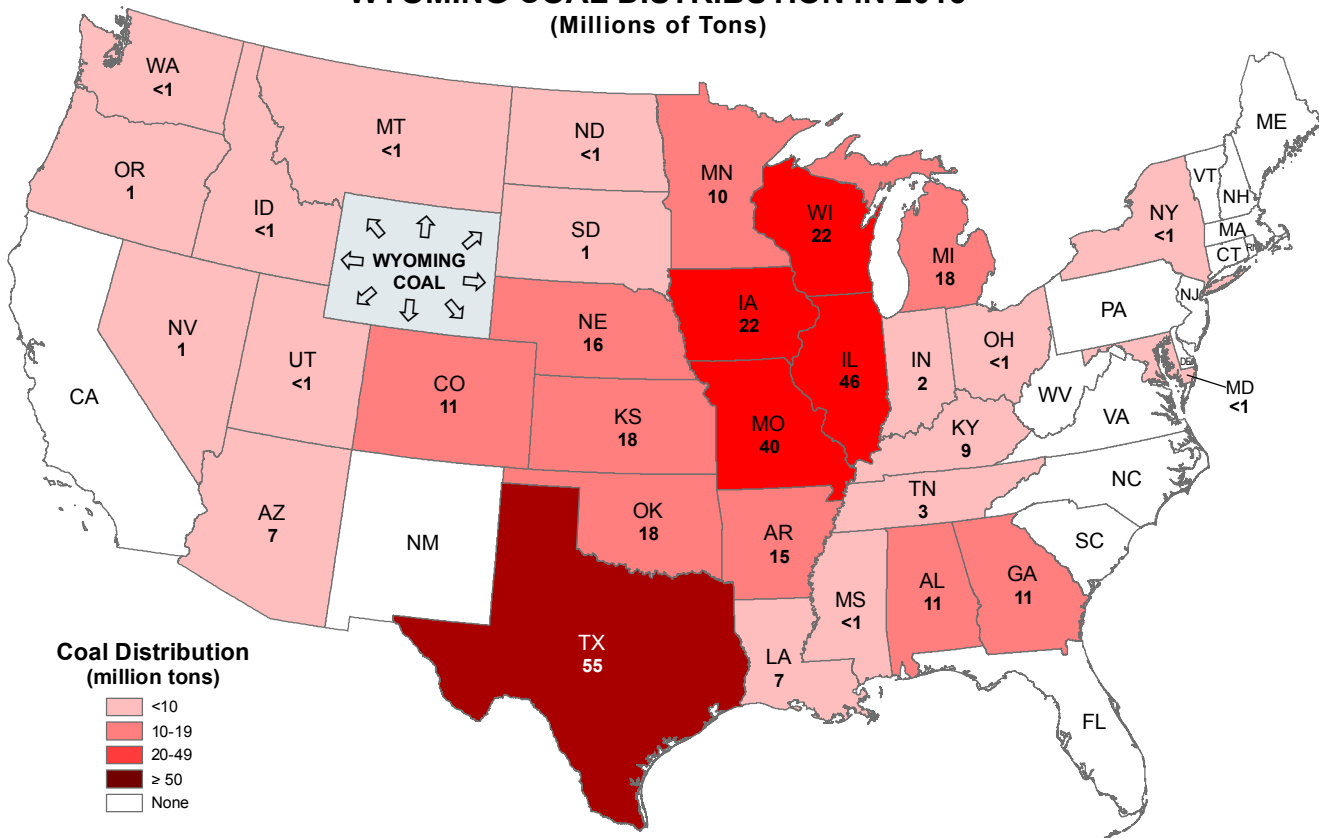 WYOMING COAL DISTRIBUTION IN
(Millions of Tons)
WA
<1
MT
<1
ND
<1
MN
10
OR
1
ID
<1
SD
1
WI
22
MI
18
NY
<1
VT
NH
ME
MA
CT
RI
WYOMING
COAL
NV
1
UT
<1
CO
11
NE
16
IA
22
IL
46
IN
2
OH
<1
PA
NJ
DE
MD
<1
CA
KS
18
MO
40
KY
9
WV
VA
AZ
7
NM
OK
18
AR
15
TN
3
NC
SC
TX
55
LA
7
MS
<1
AL
11
GA
11
FL
Coal Distribution
(million tons)
<10
10-19
20-49
≥ 50
None